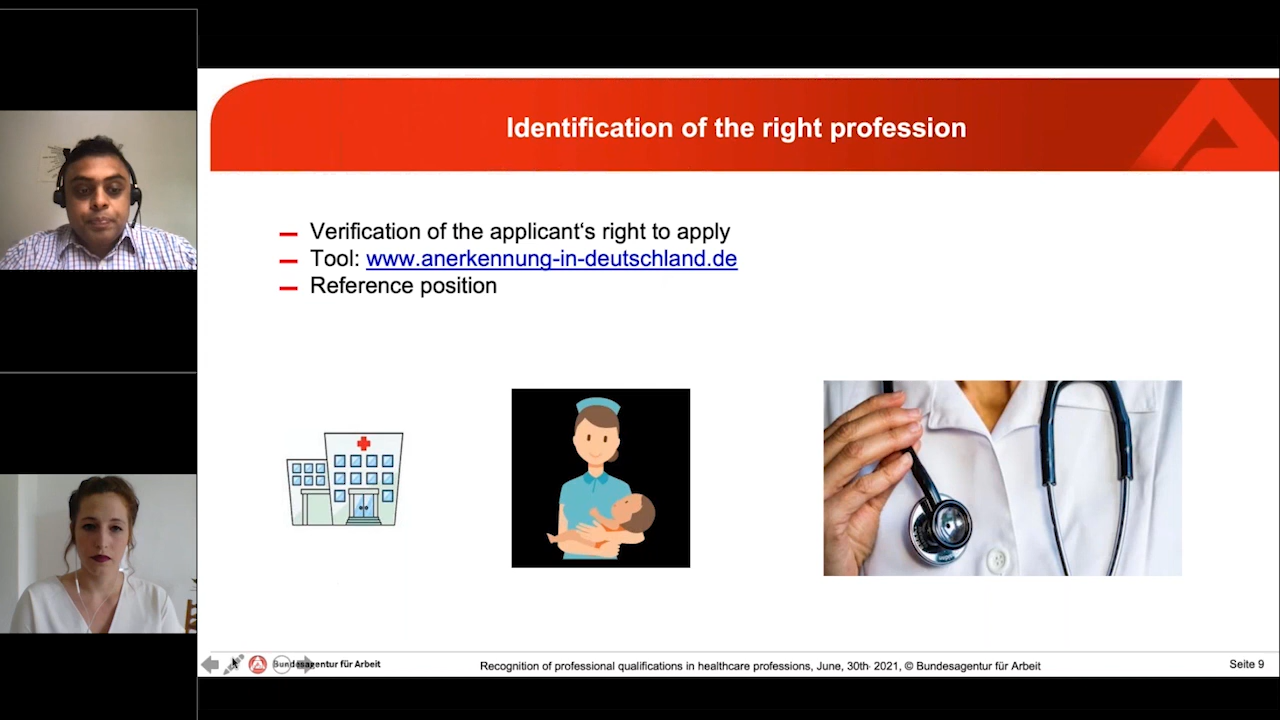 Identification of the right profession
Verification of the applicant‘s right to apply
Tool: www.anerkennung-in-deutschland.de
Reference position
Bundesagentur für Arbeit
Recognition of professional qualifications in healthcare professions, June, 30th 2021, © Bundesagentur für Arbeit
Seite 9